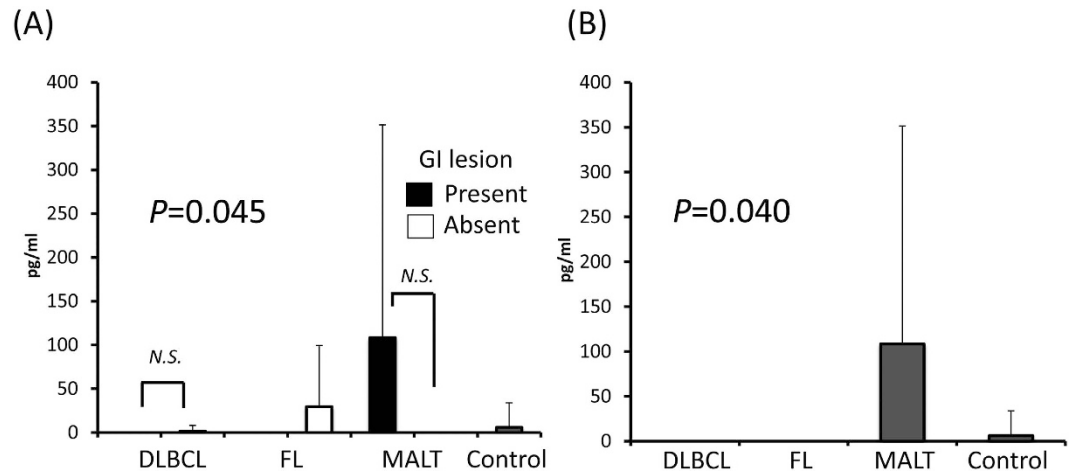 (A)
400
350
300
250
200
150
100
50
0
pg/ml
P=0.045
GI lesion
Present
Absent
N.S.
N.S.
DLBCL FL MALT Control
(B)
400
350
300
250
200
150
100
50
0
pg/ml
P=0.040
DLBCL FL MALT Control